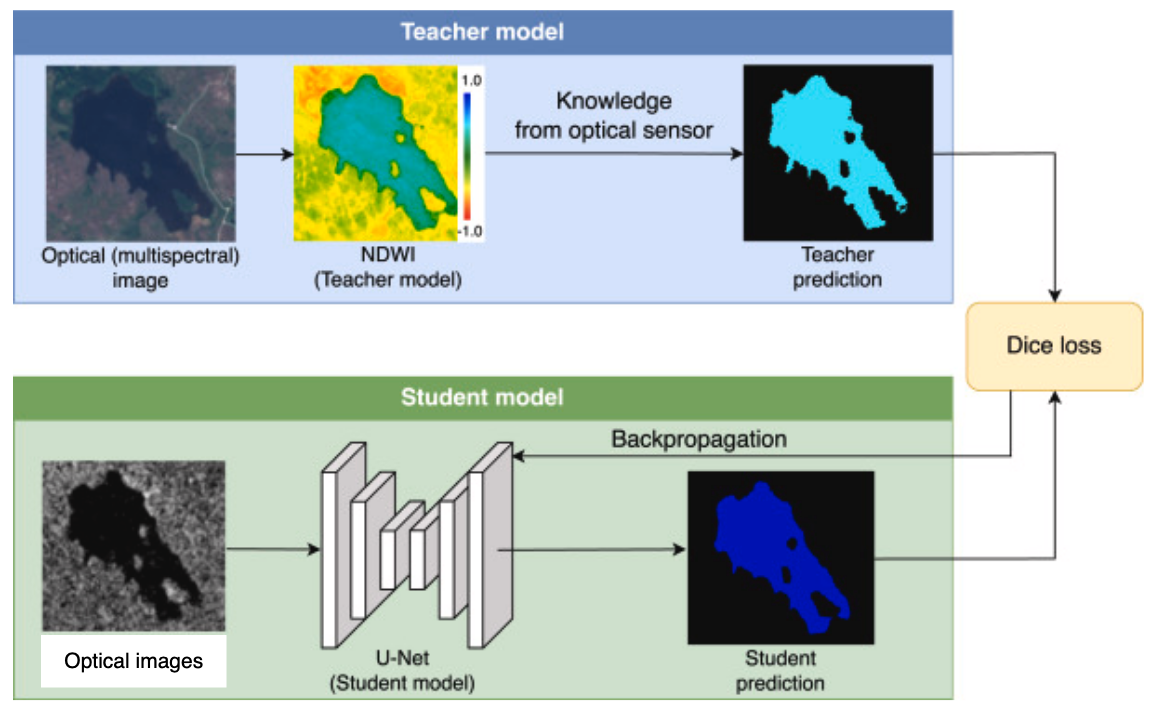 Teacher model
1.0
-1.0
Knowledge
from optical sensor
Optical (multispectral)
image
NDWI
(Teacher model)
Teacher
prediction
Dice loss
Student model
Backpropagation
Optical images
U-Net
(Student model)
Student
prediction